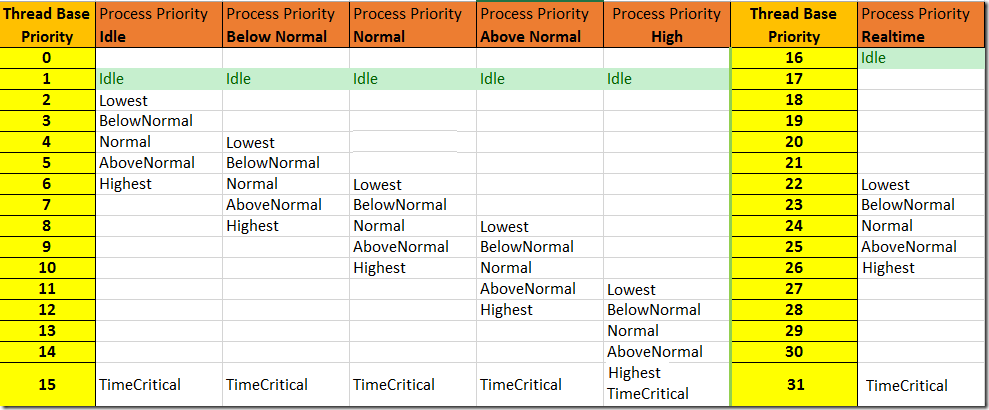 Thread Base Priority Process Priority Idle Process Priority Below Normal Process Priority Normal Process Priority Above Normal Process Priority High Thread Base Priority Process Priority Realtime
0 16 Idle
1 Idle Idle Idle Idle Idle 17
2 Lowest 18
3 BelowNormal 19
4 Normal Lowest 20
5 AboveNormal BelowNormal 21
6 Highest Normal Lowest 22 Lowest
7 AboveNormal BelowNormal 23 BelowNormal
8 Highest Normal Lowest 24 Normal
9 AboveNormal BelowNormal 25 AboveNormal
10 Highest Normal 26 Highest
11 AboveNormal Lowest 27
12 Highest BelowNormal 28
13 Normal 29
14 AboveNormal 30
15 TimeCritical TimeCritical TimeCritical TimeCritical Highest TimeCritical 31 TimeCritical